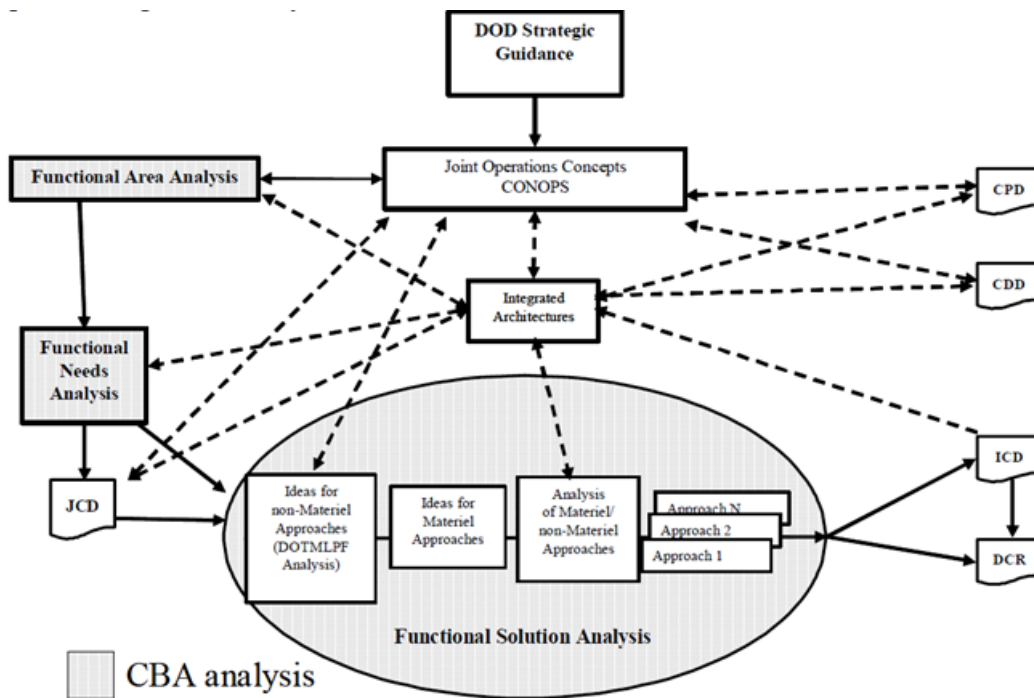 DOD Strategic
Guidance
Joint Operations Concepts
CONOPS
Functional Area Analysis
CPD
CDD
Integrated
Architectures
Functional
Needs
Analysis
JCD
ICD
DCR
Ideas for
non-Materiel
Approaches
(DOTMLPF
Analysis)
Ideas for
Materiel
Approaches
Analysis
of Materiel/
non-Materiel
Approaches
Approach N
Approach 2
Approach 1
Functional Solution Analysis
CBA analysis